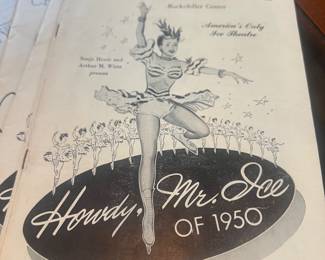 Rockefeller Center
America's Only
Ice Theatre
Sonja Henie and
Arthur M. Wirtz
present
Howdy, Mr. Ice
OF 1950